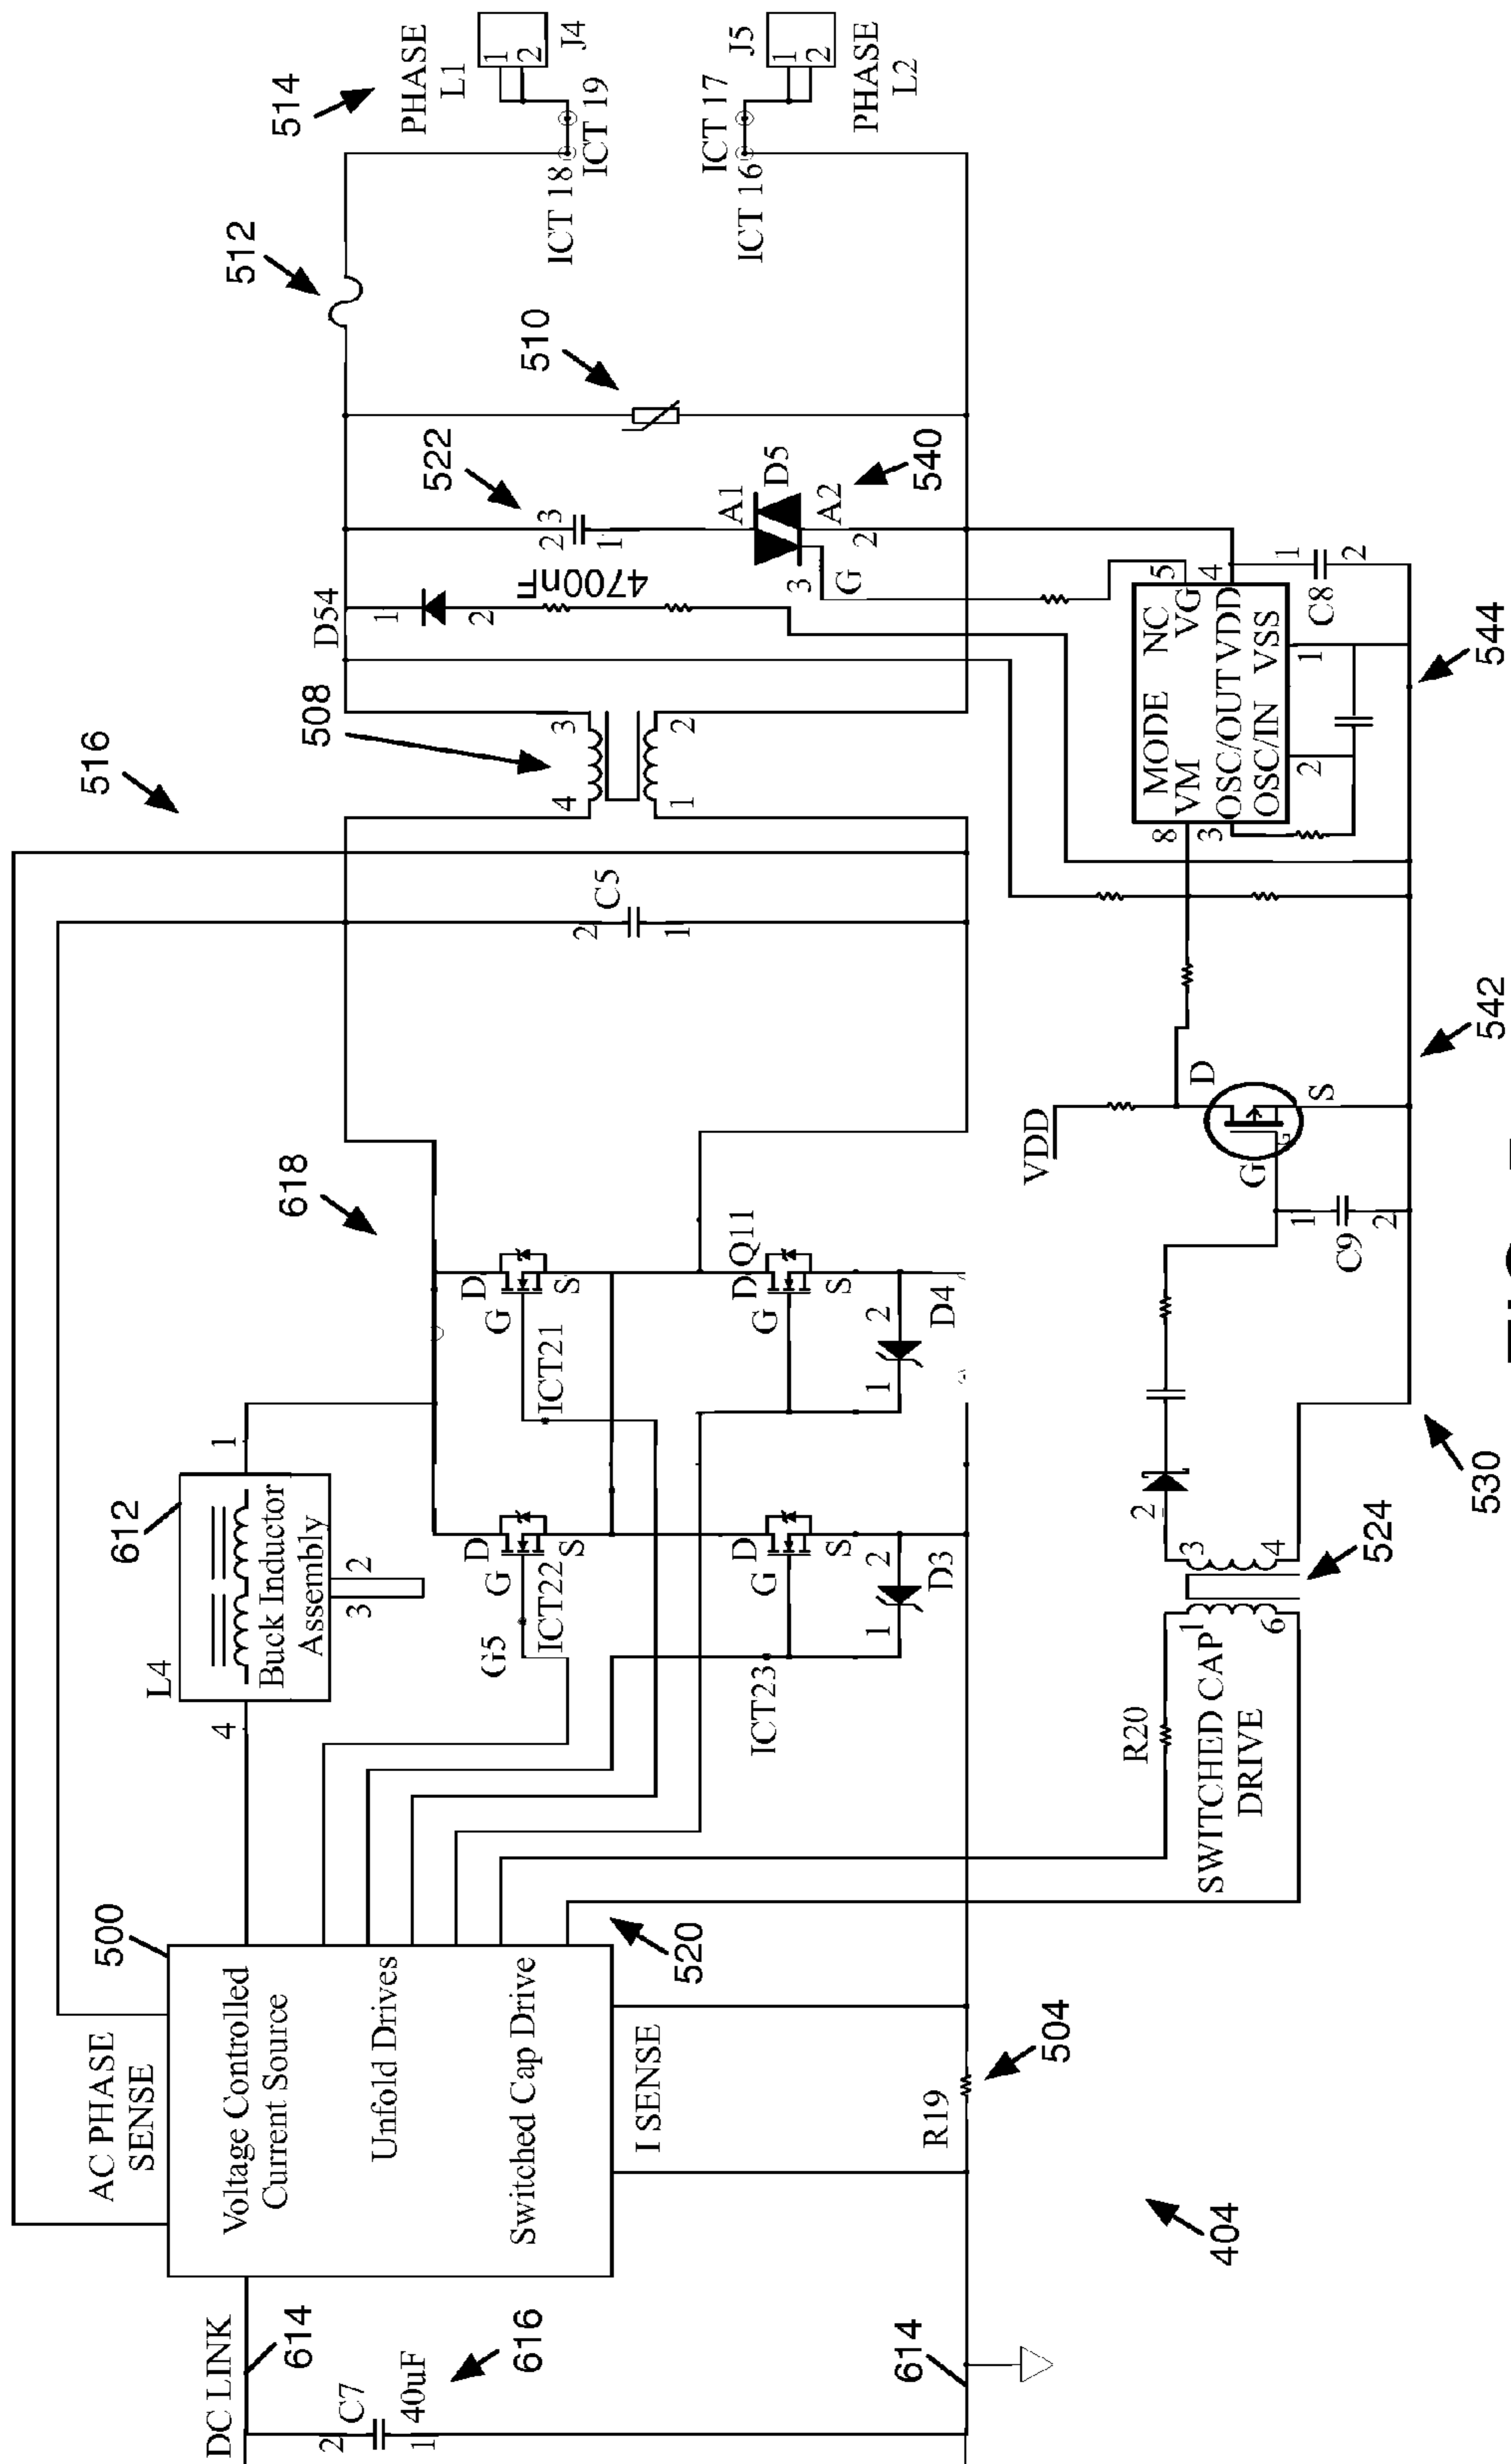 516
514
AC PHASE
SENSE
500
Voltage Controlled
Current Source
Unfold Drives
Switched Cap Drive
I SENSE
520
DC LINK
614
C7
2
1
40uF
616
614
404
R19
504
L4
612
4
1
Buck Inductor
Assembly
3 2
618
D
G
S
G5
ICT22
D
G
S
ICT21
D
G
S
ICT23
1
2
D3
D
Q11
G
S
1
2
D4
2
C5
1
508
4
3
1
2
D54
1
2
4700nF
522
2 3
1
A1
D5
A2
3
G
2
540
510
512
PHASE
L1
1
2
J4
ICT 18
ICT 19
ICT 17
ICT 16
J5
1
2
PHASE
L2
R20
SWITCHED CAP
DRIVE
1
6
3
4
524
2
530
VDD
D
G
S
1
C9
2
542
8
3
MODE NC
VM VG
OSC/OUT VDD
OSC/IN VSS
5
4
2
1
1
C8
2
544